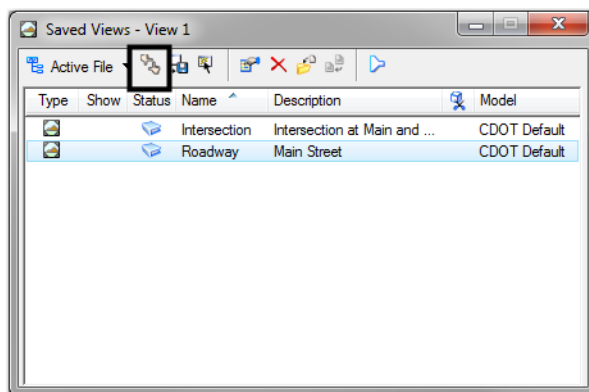 Saved Views - View 1
Active File
Type Show Status Name Description Model
Intersection Intersection at Main and ... CDOT Default
Roadway Main Street CDOT Default